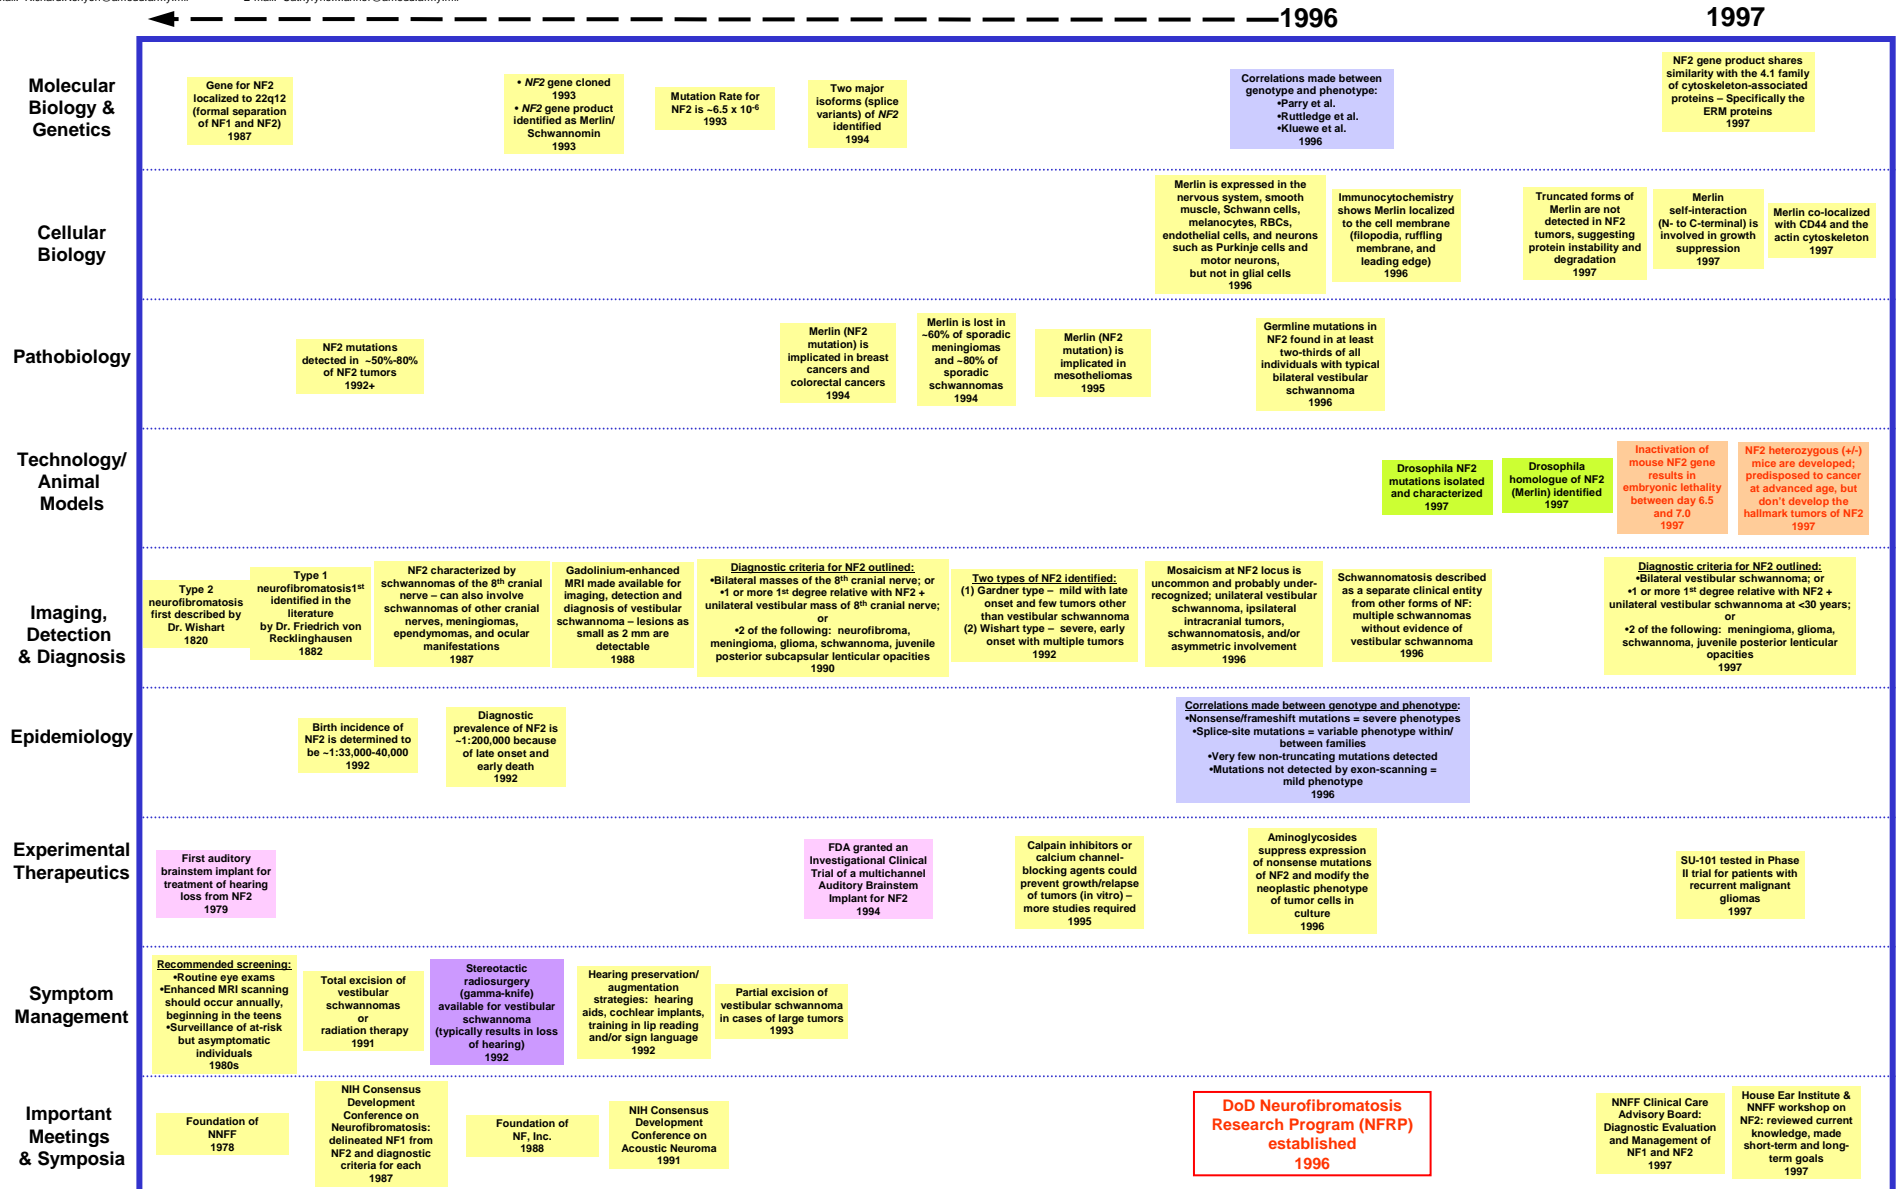 1996
1997
Molecular
Biology &
Genetics
Gene for NF2
localized to 22q12
(formal separation
of NF1 and NF2)
1987
• NF2 gene cloned
1993
• NF2 gene product
identified as Merlin/
Schwannomin
1993
Mutation Rate for
NF2 is ~6.5 x 10-6
1993
Two major
isoforms (splice
variants) of NF2
identified
1994
Correlations made between
genotype and phenotype:
•Parry et al.
•Ruttledge et al.
•Kluewe et al.
1996
NF2 gene product shares
similarity with the 4.1 family
of cytoskeleton-associated
proteins – Specifically the
ERM proteins
1997
Cellular
Biology
Merlin is expressed in the
nervous system, smooth
muscle, Schwann cells,
melanocytes, RBCs,
endothelial cells, and neurons
such as Purkinje cells and
motor neurons,
but not in glial cells
1996
Immunocytochemistry
shows Merlin localized
to the cell membrane
(filopodia, ruffling
membrane, and
leading edge)
1996
Truncated forms of
Merlin are not
detected in NF2
tumors, suggesting
protein instability and
degradation
1997
Merlin
self-interaction
(N- to C-terminal) is
involved in growth
suppression
1997
Merlin co-localized
with CD44 and the
actin cytoskeleton
1997
Pathobiology
NF2 mutations
detected in ~50%-80%
of NF2 tumors
1992+
Merlin (NF2
mutation) is
implicated in breast
cancers and
colorectal cancers
1994
Merlin is lost in
~60% of sporadic
meningiomas
and ~80% of
sporadic
schwannomas
1994
Merlin (NF2
mutation) is
implicated in
mesotheliomas
1995
Germline mutations in
NF2 found in at least
two-thirds of all
individuals with typical
bilateral vestibular
schwannoma
1996
Technology/
Animal
Models
Drosophila NF2
mutations isolated
and characterized
1997
Drosophila
homologue of NF2
(Merlin) identified
1997
Inactivation of
mouse NF2 gene
results in
embryonic lethality
between day 6.5
and 7.0
1997
NF2 heterozygous (+/-)
mice are developed;
predisposed to cancer
at advanced age, but
don't develop the
hallmark tumors of NF2
1997
Imaging,
Detection
& Diagnosis
Type 2
neurofibromatosis
first described by
Dr. Wishart
1820
Type 1
neurofibromatosis1st
identified in the
literature
by Dr. Friedrich von
Recklinghausen
1882
NF2 characterized by
schwannomas of the 8th cranial
nerve – can also involve
schwannomas of other cranial
nerves, meningiomas,
ependymomas, and ocular
manifestations
1987
Gadolinium-enhanced
MRI made available for
imaging, detection and
diagnosis of vestibular
schwannoma – lesions as
small as 2 mm are
detectable
1988
Diagnostic criteria for NF2 outlined:
•Bilateral masses of the 8th cranial nerve; or
•1 or more 1st degree relative with NF2 +
unilateral vestibular mass of 8th cranial nerve;
or
•2 of the following: neurofibroma,
meningioma, glioma, schwannoma, juvenile
posterior subcapsular lenticular opacities
1990
Two types of NF2 identified:
(1) Gardner type – mild with late
onset and few tumors other
than vestibular schwannoma
(2) Wishart type – severe, early
onset with multiple tumors
1992
Mosaicism at NF2 locus is
uncommon and probably under-
recognized; unilateral vestibular
schwannoma, ipsilateral
intracranial tumors,
schwannomatosis, and/or
asymmetric involvement
1996
Schwannomatosis described
as a separate clinical entity
from other forms of NF:
multiple schwannomas
without evidence of
vestibular schwannoma
1996
Diagnostic criteria for NF2 outlined:
•Bilateral vestibular schwannoma; or
•1 or more 1st degree relative with NF2 +
unilateral vestibular schwannoma at <30 years;
or
•2 of the following: meningioma, glioma,
schwannoma, juvenile posterior lenticular
opacities
1997
Epidemiology
Birth incidence of
NF2 is determined to
be ~1:33,000-40,000
1992
Diagnostic
prevalence of NF2 is
~1:200,000 because
of late onset and
early death
1992
Correlations made between genotype and phenotype:
•Nonsense/frameshift mutations = severe phenotypes
•Splice-site mutations = variable phenotype within/
between families
•Very few non-truncating mutations detected
•Mutations not detected by exon-scanning =
mild phenotype
1996
Experimental
Therapeutics
First auditory
brainstem implant for
treatment of hearing
loss from NF2
1979
FDA granted an
Investigational Clinical
Trial of a multichannel
Auditory Brainstem
Implant for NF2
1994
Calpain inhibitors or
calcium channel-
blocking agents could
prevent growth/relapse
of tumors (in vitro) –
more studies required
1995
Aminoglycosides
suppress expression
of nonsense mutations
of NF2 and modify the
neoplastic phenotype
of tumor cells in
culture
1996
SU-101 tested in Phase
II trial for patients with
recurrent malignant
gliomas
1997
Symptom
Management
Recommended screening:
•Routine eye exams
•Enhanced MRI scanning
should occur annually,
beginning in the teens
•Surveillance of at-risk
but asymptomatic
individuals
1980s
Total excision of
vestibular
schwannomas
or
radiation therapy
1991
Stereotactic
radiosurgery
(gamma-knife)
available for vestibular
schwannoma
(typically results in loss
of hearing)
1992
Hearing preservation/
augmentation
strategies: hearing
aids, cochlear implants,
training in lip reading
and/or sign language
1992
Partial excision of
vestibular schwannoma
in cases of large tumors
1993
Important
Meetings
& Symposia
Foundation of
NNFF
1978
NIH Consensus
Development
Conference on
Neurofibromatosis:
delineated NF1 from
NF2 and diagnostic
criteria for each
1987
Foundation of
NF, Inc.
1988
NIH Consensus
Development
Conference on
Acoustic Neuroma
1991
DoD Neurofibromatosis
Research Program (NFRP)
established
1996
NNFF Clinical Care
Advisory Board:
Diagnostic Evaluation
and Management of
NF1 and NF2
1997
House Ear Institute &
NNFF workshop on
NF2: reviewed current
knowledge, made
short-term and long-
term goals
1997